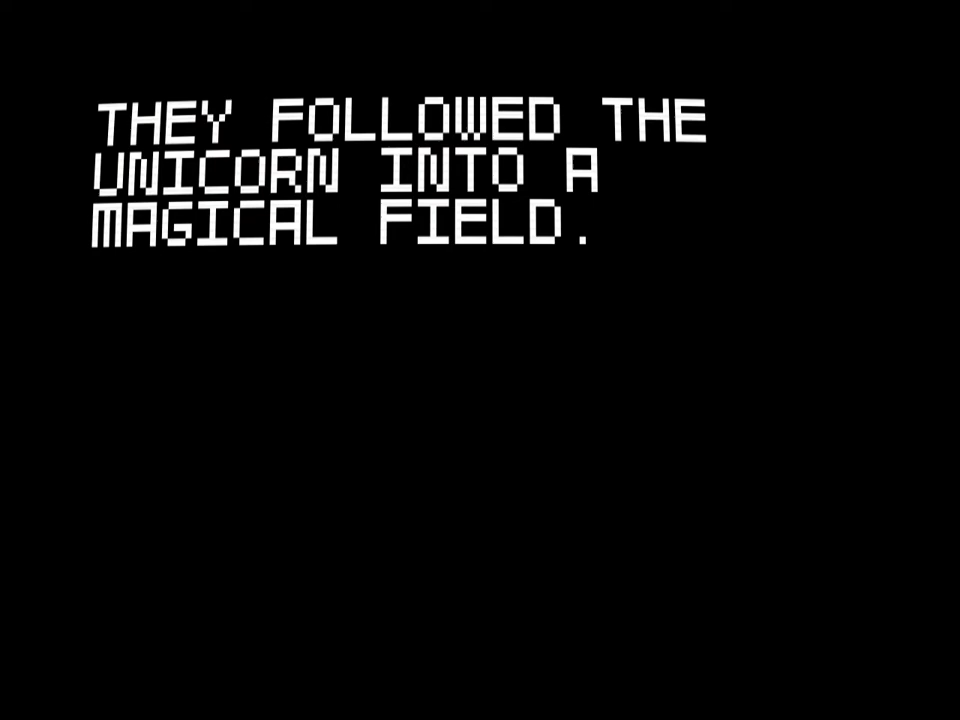 THEY FOLLOWED THE
UNICORN INTO A
MAGICAL FIELD.